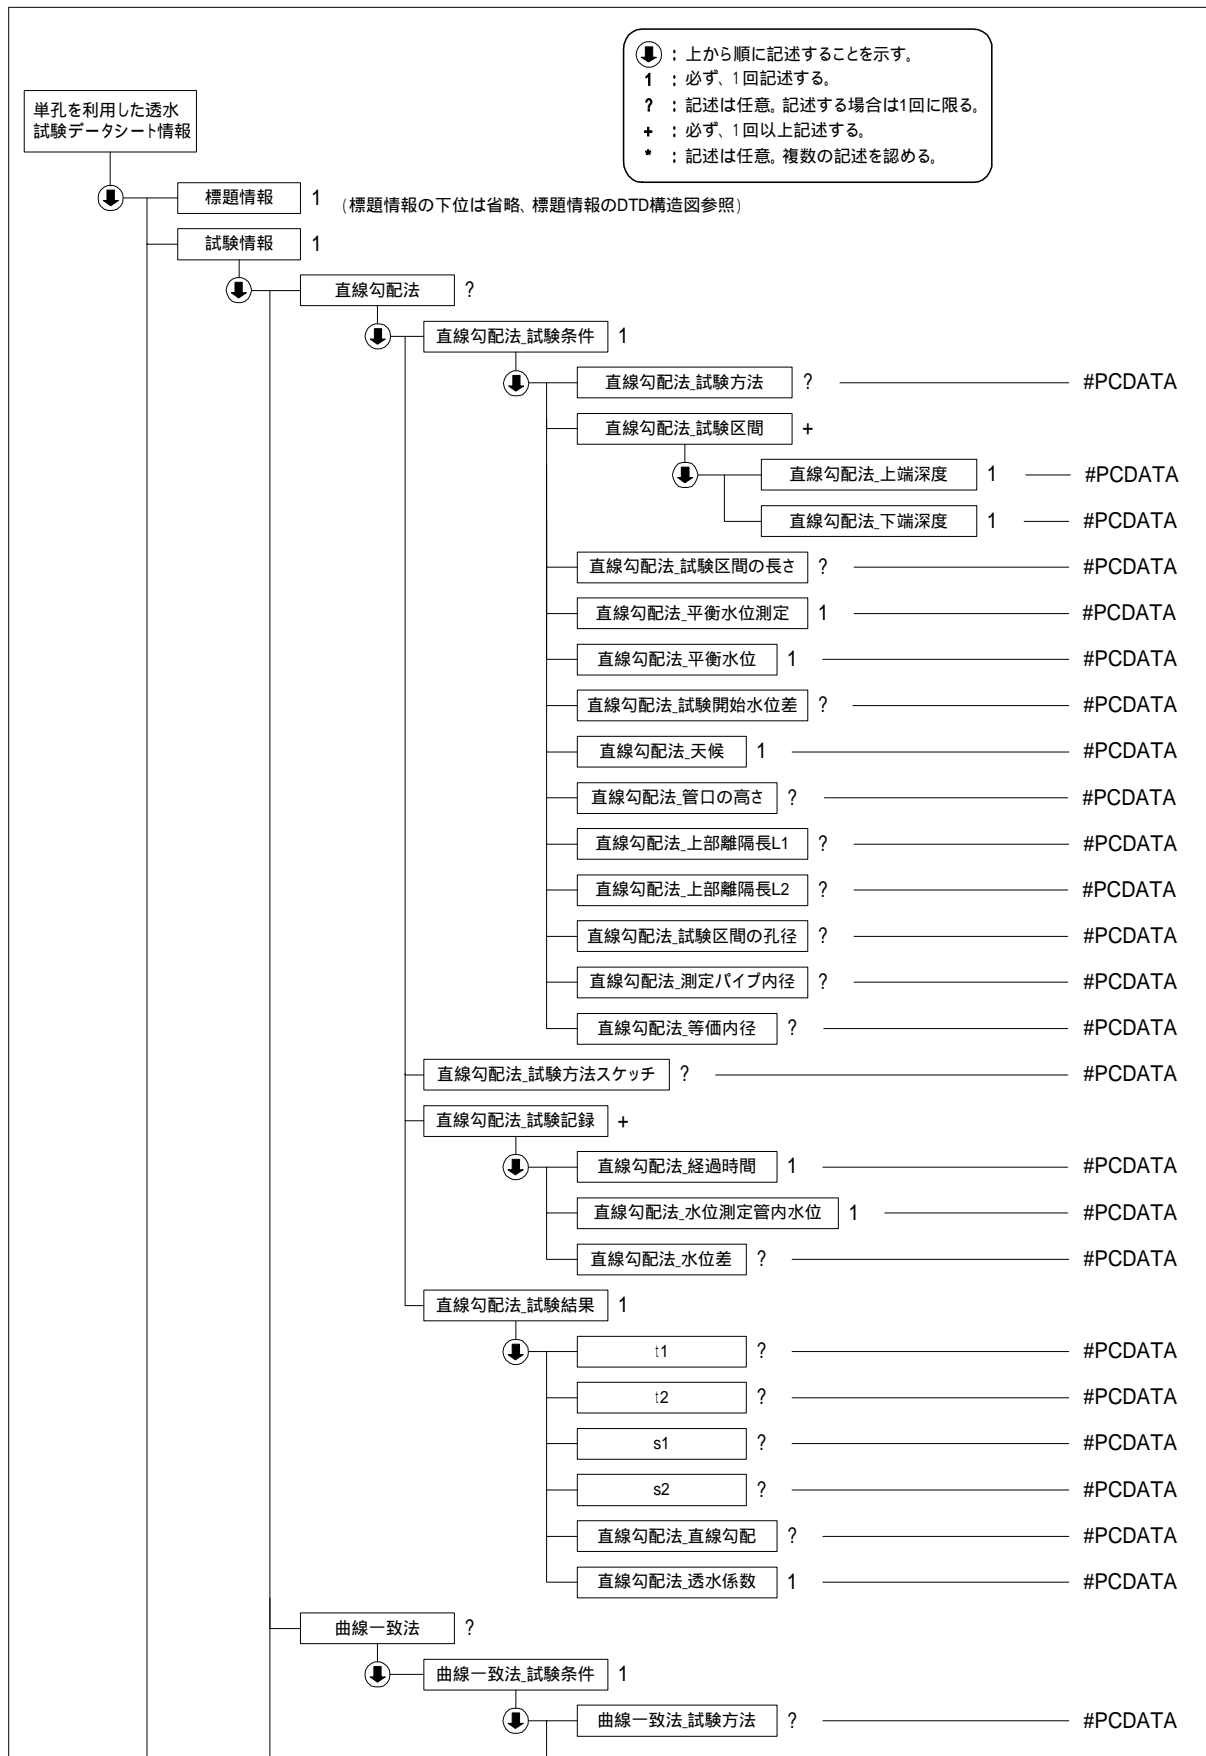 : 上から順に記述することを示す。
1 : 必ず、1回記述する。
? : 記述は任意。記述する場合は1回に限る。
+ : 必ず、1回以上記述する。
* : 記述は任意。複数の記述を認める。
単孔を利用した透水
試験データシート情報
標題情報 1 (標題情報の下位は省略、標題情報のDTD構造図参照)
試験情報 1
直線勾配法 ?
直線勾配法_試験条件 1
直線勾配法_試験方法 ? #PCDATA
直線勾配法_試験区間 +
直線勾配法_上端深度 1 #PCDATA
直線勾配法_下端深度 1 #PCDATA
直線勾配法_試験区間の長さ ? #PCDATA
直線勾配法_平衡水位測定 1 #PCDATA
直線勾配法_平衡水位 1 #PCDATA
直線勾配法_試験開始水位差 ? #PCDATA
直線勾配法_天候 1 #PCDATA
直線勾配法_管口の高さ ? #PCDATA
直線勾配法_上部離隔長L1 ? #PCDATA
直線勾配法_上部離隔長L2 ? #PCDATA
直線勾配法_試験区間の孔径 ? #PCDATA
直線勾配法_測定パイプ内径 ? #PCDATA
直線勾配法_等価内径 ? #PCDATA
直線勾配法_試験方法スケッチ ? #PCDATA
直線勾配法_試験記録 +
直線勾配法_経過時間 1 #PCDATA
直線勾配法_水位測定管内水位 1 #PCDATA
直線勾配法_水位差 ? #PCDATA
直線勾配法_試験結果 1
t1 ? #PCDATA
t2 ? #PCDATA
s1 ? #PCDATA
s2 ? #PCDATA
直線勾配法_直線勾配 ? #PCDATA
直線勾配法_透水係数 1 #PCDATA
曲線一致法 ?
曲線一致法_試験条件 1
曲線一致法_試験方法 ? #PCDATA